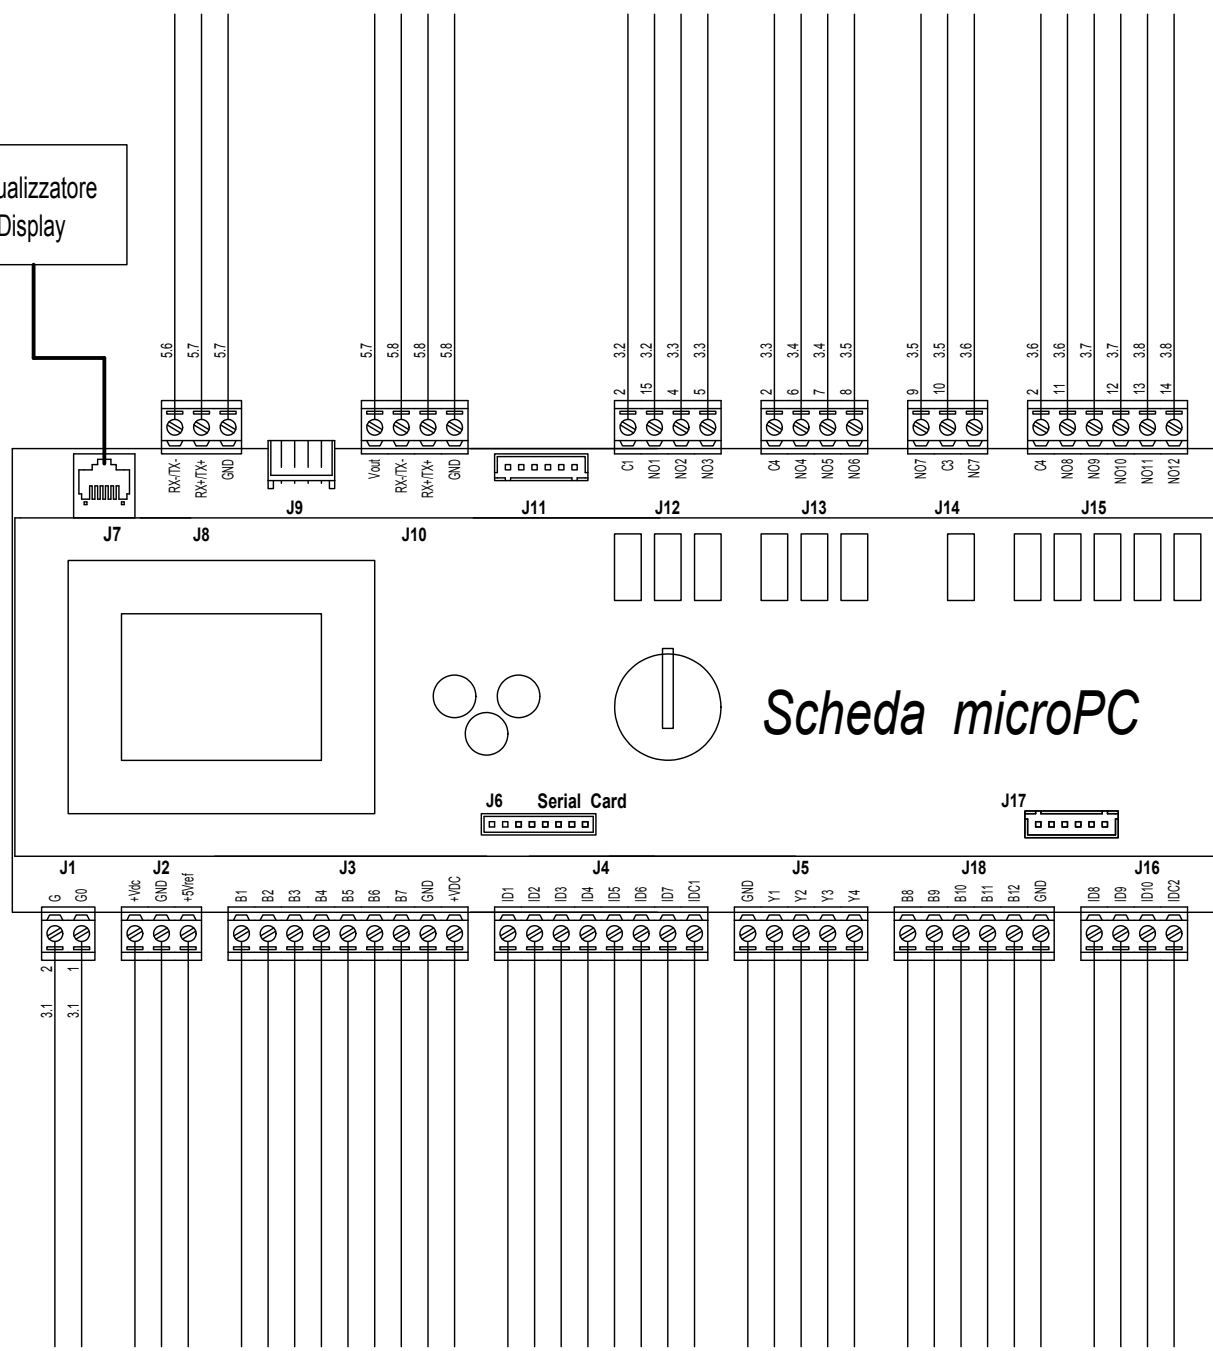 ualizzatore
Display
5.6 5.7 5.7 5.7 5.8 5.8 5.8 3.2 3.2 3.3 3.3 3.3 3.4 3.4 3.5 3.5 3.5 3.6 3.6 3.6 3.7 3.7 3.8 3.8
2 15 4 5 2 6 7 8 9 10 2 11 12 13 14
RX-/TX- RX+/TX+ GND Vout RX-/TX- RX+/TX+ GND C1 NO1 NO2 NO3 C4 NO4 NO5 NO6 NO7 C3 NC7 C4 NO8 NO9 NO10 NO11 NO12
J9 J11 J12 J13 J14 J15
J7 J8 J10
Scheda microPC
J6 Serial Card J17
J1 J2 J3 J4 J5 J18 J16
G G0 +Vdc GND +5Vref B1 B2 B3 B4 B5 B6 B7 GND +VDC ID1 ID2 ID3 ID4 ID5 ID6 ID7 IDC1 GND Y1 Y2 Y3 Y4 B8 B9 B10 B11 B12 GND ID8 ID9 ID10 IDC2
2 1
3.1 3.1